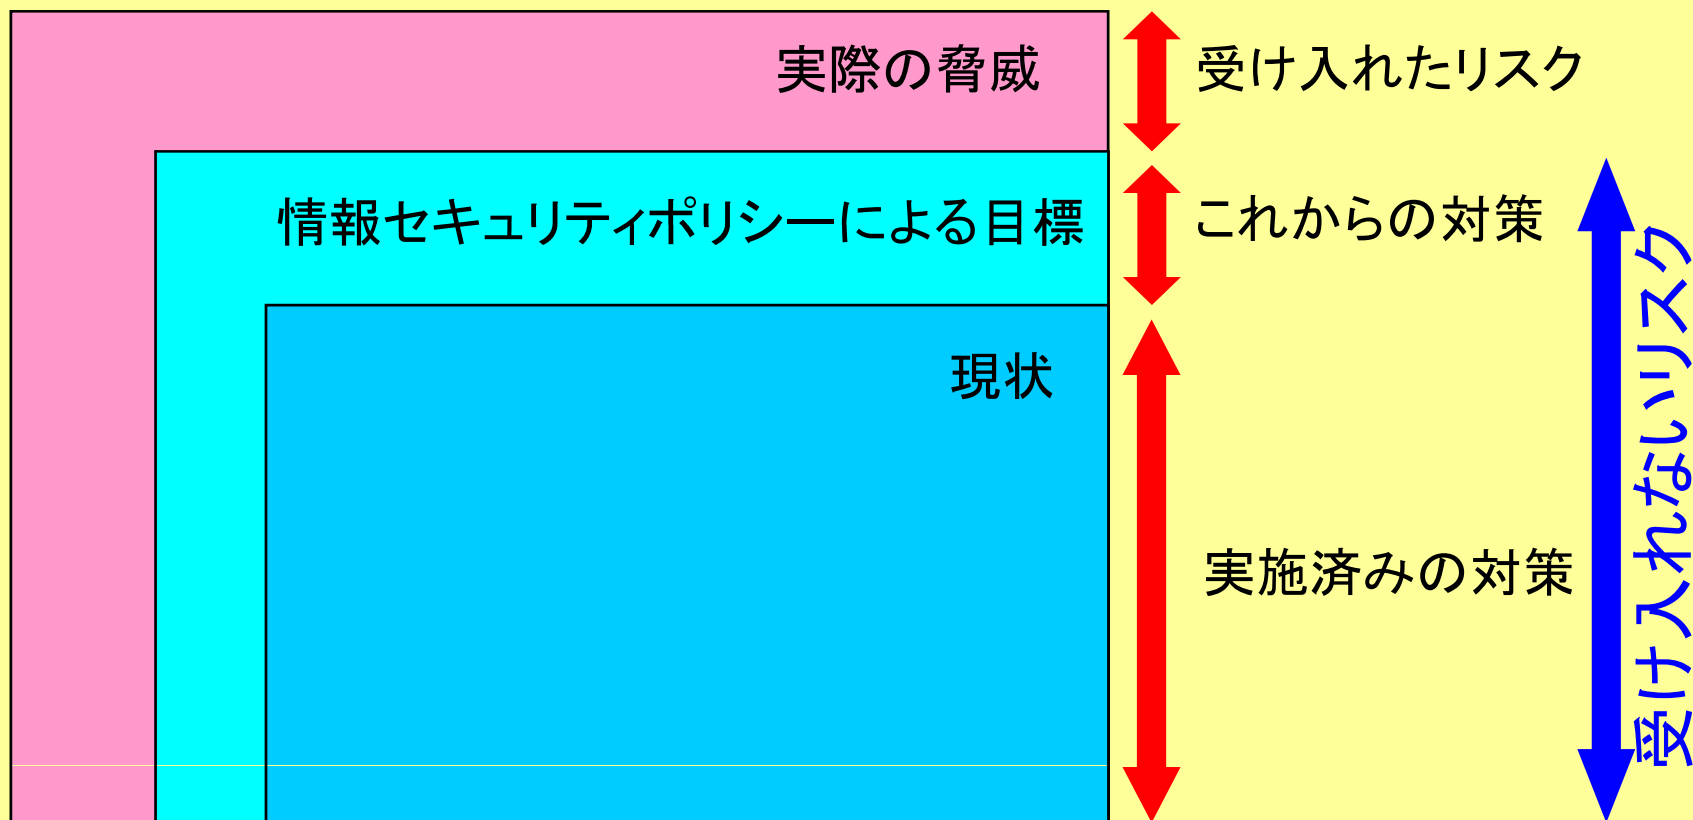 実際の脅威
受け入れたリスク
情報セキュリティポリシーによる目標
これからの対策
現状
実施済みの対策
受け入れないリスク